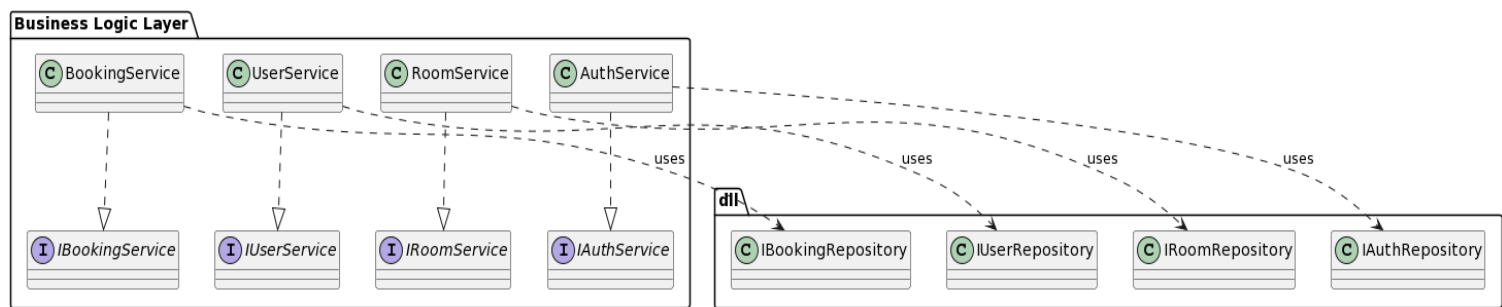 Business Logic Layer
C BookingService
C UserService
C RoomService
C AuthService
uses
uses
uses
uses
dll
I IBookingService
I IUserService
I IRoomService
I IAuthService
C IBookingRepository
C IUserRepository
C IRoomRepository
C IAuthRepository